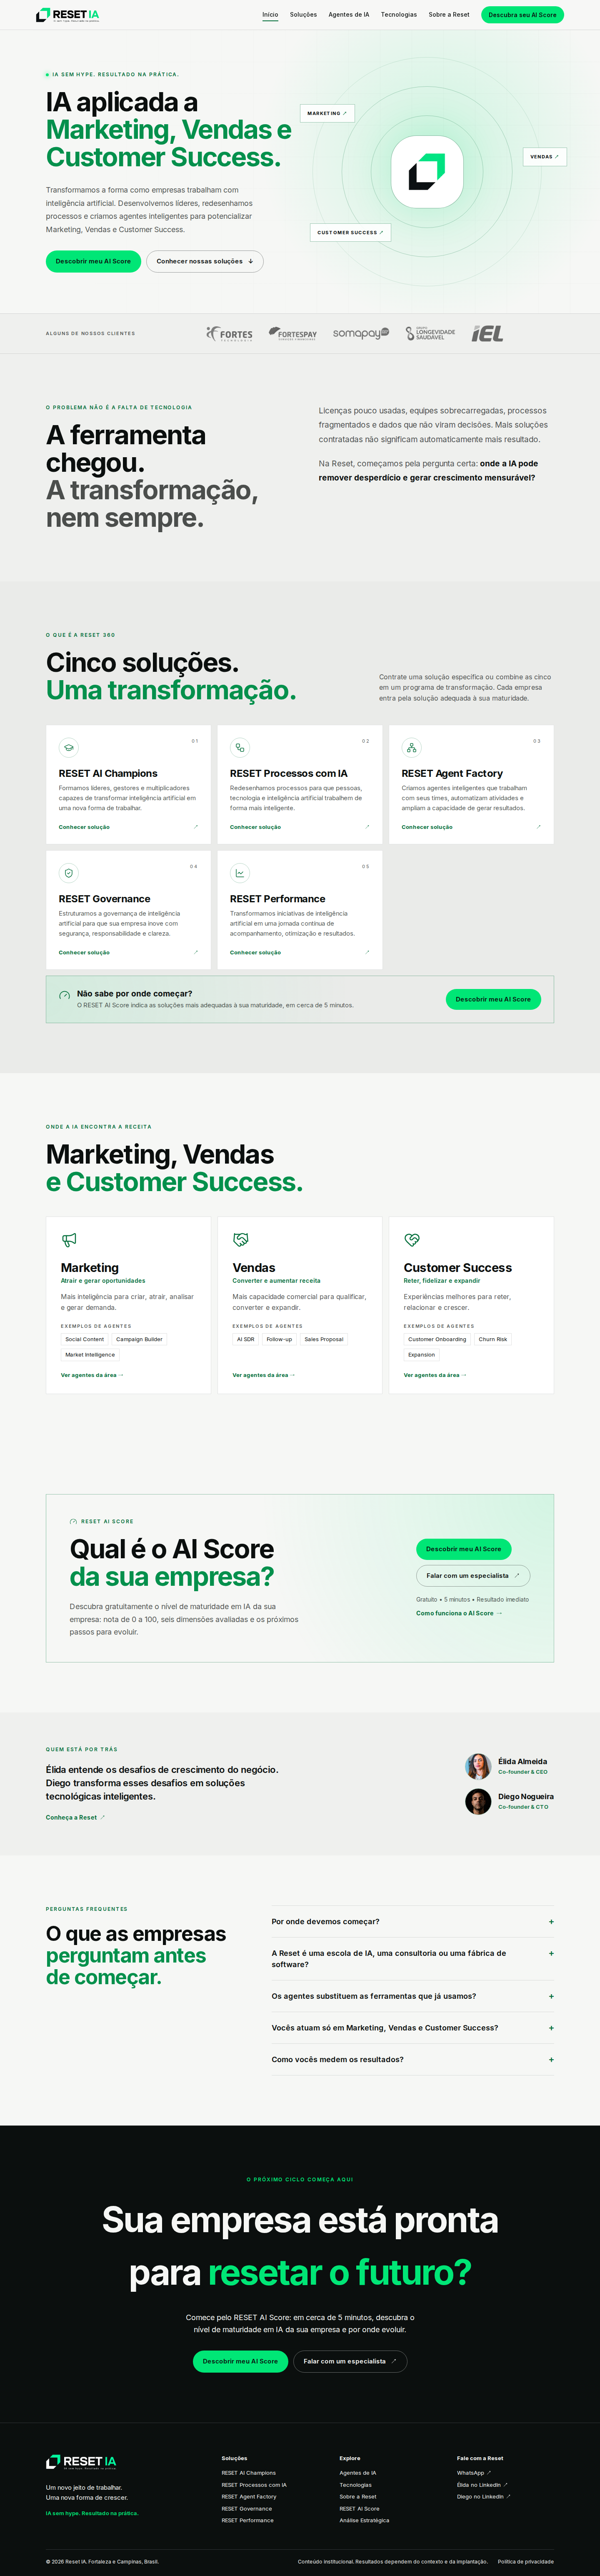 RESET IA
Início
Soluções
Agentes de IA
Tecnologias
Sobre a Reset
Descubra seu AI Score
IA SEM HYPE. RESULTADO NA PRÁTICA.
IA aplicada a
Marketing, Vendas e
Customer Success.
Transformamos a forma como empresas trabalham com
inteligência artificial. Desenvolvemos líderes, redesenhamos
processos e criamos agentes inteligentes para potencializar
Marketing, Vendas e Customer Success.
Descobrir meu AI Score
Conhecer nossas soluções ↓
MARKETING ↗
VENDAS ↗
CUSTOMER SUCCESS ↗
ALGUNS DE NOSSOS CLIENTES
FORTES
TECNOLOGIA
FORTESPAY
somapay
GRUPO
LONGEVIDADE
SAUDÁVEL
iEL
O PROBLEMA NÃO É A FALTA DE TECNOLOGIA
A ferramenta
chegou.
A transformação,
nem sempre.
Licenças pouco usadas, equipes sobrecarregadas, processos
fragmentados e dados que não viram decisões. Mais soluções
contratadas não significam automaticamente mais resultado.
Na Reset, começamos pela pergunta certa: onde a IA pode
remover desperdício e gerar crescimento mensurável?
O QUE É A RESET 360
Cinco soluções.
Uma transformação.
Contrate uma solução específica ou combine as cinco
em um programa de transformação. Cada empresa
entra pela solução adequada à sua maturidade.
01
RESET AI Champions
Formamos líderes, gestores e multiplicadores
capazes de transformar inteligência artificial em
uma nova forma de trabalhar.
Conhecer solução ↗
02
RESET Processos com IA
Redesenhamos processos para que pessoas,
tecnologia e inteligência artificial trabalhem de
forma mais inteligente.
Conhecer solução ↗
03
RESET Agent Factory
Criamos agentes inteligentes que trabalham
com seus times, automatizam atividades e
ampliam a capacidade de gerar resultados.
Conhecer solução ↗
04
RESET Governance
Estruturamos a governança de inteligência
artificial para que sua empresa inove com
segurança, responsabilidade e clareza.
Conhecer solução ↗
05
RESET Performance
Transformamos iniciativas de inteligência
artificial em uma jornada contínua de
acompanhamento, otimização e resultados.
Conhecer solução ↗
Não sabe por onde começar?
O RESET AI Score indica as soluções mais adequadas à sua maturidade, em cerca de 5 minutos.
Descobrir meu AI Score
ONDE A IA ENCONTRA A RECEITA
Marketing, Vendas
e Customer Success.
Marketing
Atrair e gerar oportunidades
Mais inteligência para criar, atrair, analisar
e gerar demanda.
EXEMPLOS DE AGENTES
Social Content
Campaign Builder
Market Intelligence
Ver agentes da área →
Vendas
Converter e aumentar receita
Mais capacidade comercial para qualificar,
converter e expandir.
EXEMPLOS DE AGENTES
AI SDR
Follow-up
Sales Proposal
Ver agentes da área →
Customer Success
Reter, fidelizar e expandir
Experiências melhores para reter,
relacionar e crescer.
EXEMPLOS DE AGENTES
Customer Onboarding
Churn Risk
Expansion
Ver agentes da área →
RESET AI SCORE
Qual é o AI Score
da sua empresa?
Descubra gratuitamente o nível de maturidade em IA da sua
empresa: nota de 0 a 100, seis dimensões avaliadas e os próximos
passos para evoluir.
Descobrir meu AI Score
Falar com um especialista ↗
Gratuito • 5 minutos • Resultado imediato
Como funciona o AI Score →
QUEM ESTÁ POR TRÁS
Élida entende os desafios de crescimento do negócio.
Diego transforma esses desafios em soluções
tecnológicas inteligentes.
Conheça a Reset ↗
Élida Almeida
Co-founder & CEO
Diego Nogueira
Co-founder & CTO
PERGUNTAS FREQUENTES
O que as empresas
perguntam antes
de começar.
Por onde devemos começar? +
A Reset é uma escola de IA, uma consultoria ou uma fábrica de +
software?
Os agentes substituem as ferramentas que já usamos? +
Vocês atuam só em Marketing, Vendas e Customer Success? +
Como vocês medem os resultados? +
O PRÓXIMO CICLO COMEÇA AQUI
Sua empresa está pronta
para resetar o futuro?
Comece pelo RESET AI Score: em cerca de 5 minutos, descubra o
nível de maturidade em IA da sua empresa e por onde evoluir.
Descobrir meu AI Score
Falar com um especialista ↗
RESET IA
Um novo jeito de trabalhar.
Uma nova forma de crescer.
IA sem hype. Resultado na prática.
Soluções
RESET AI Champions
RESET Processos com IA
RESET Agent Factory
RESET Governance
RESET Performance
Explore
Agentes de IA
Tecnologias
Sobre a Reset
RESET AI Score
Análise Estratégica
Fale com a Reset
WhatsApp ↗
Élida no LinkedIn ↗
Diego no LinkedIn ↗
© 2026 Reset IA. Fortaleza e Campinas, Brasil.
Conteúdo institucional. Resultados dependem do contexto e da implantação.
Política de privacidade